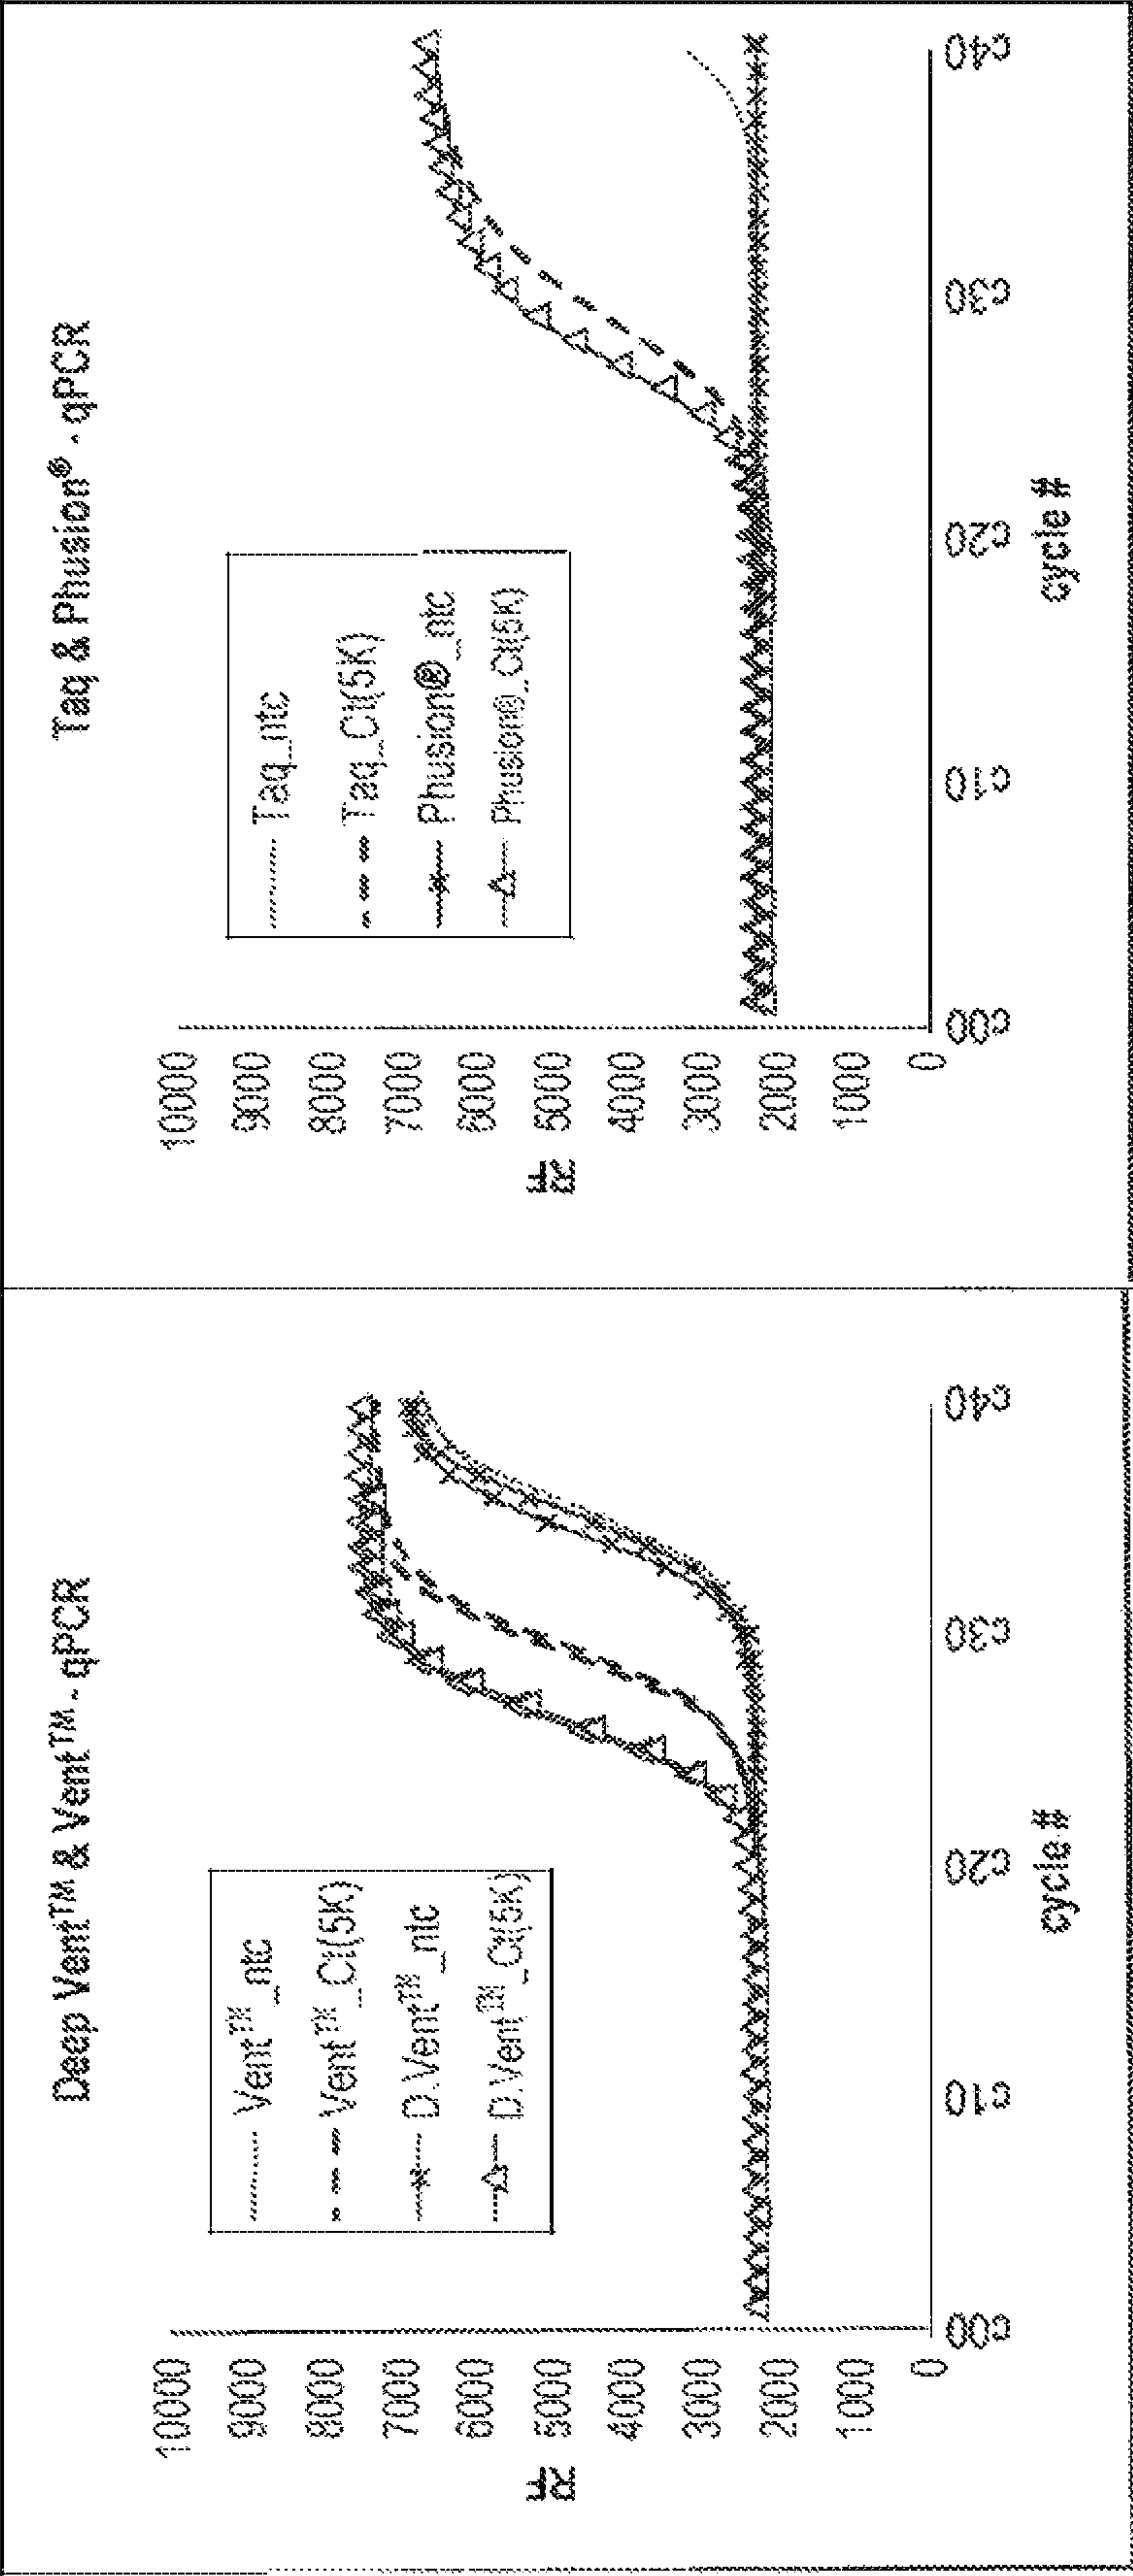 Deep Vent™ & Vent™ - qPCR
RF
10000
9000
8000
7000
6000
5000
4000
3000
2000
1000
0
Vent™_ntc
Vent™_Ct(5K)
D.Vent™_ntc
D.Vent™_Ct(5K)
c00
c10
c20
c30
c40
cycle #
Taq & Phusion® - qPCR
RF
10000
9000
8000
7000
6000
5000
4000
3000
2000
1000
0
Taq_ntc
Taq_Ct(5K)
Phusion®_ntc
Phusion®_Ct(5K)
c00
c10
c20
c30
c40
cycle #